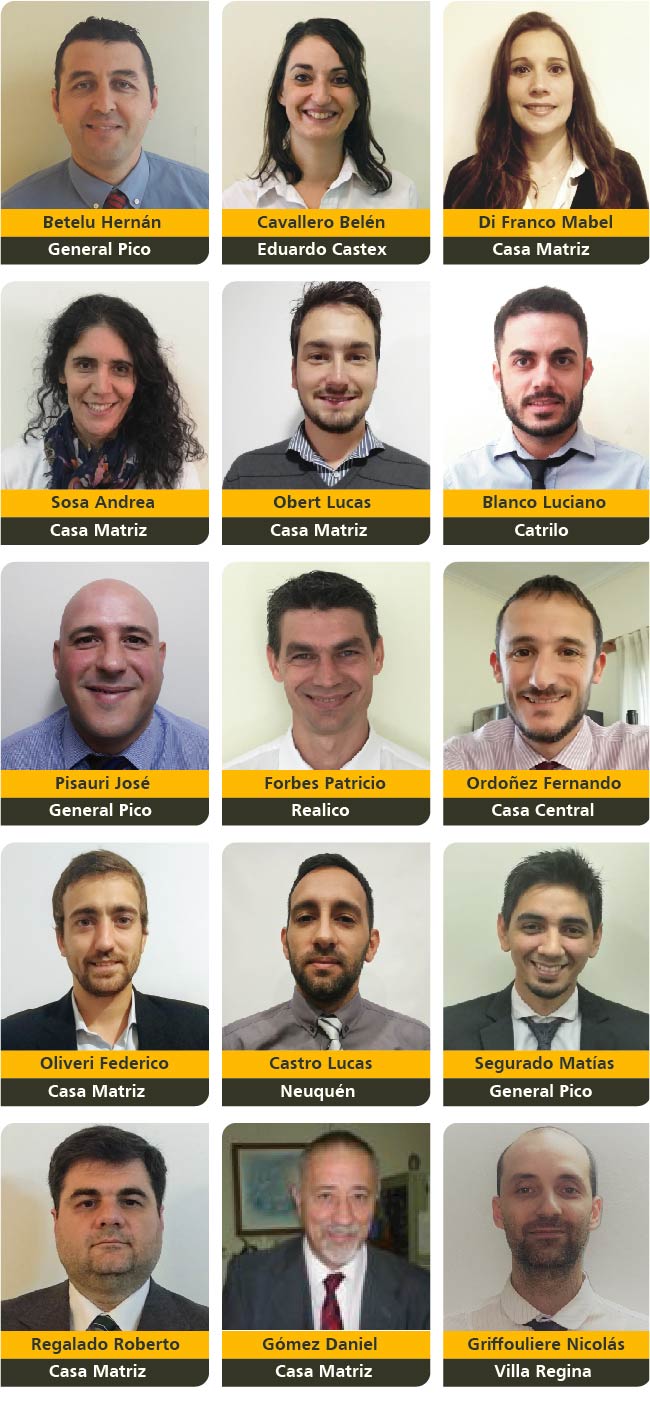 Betelu Hernán
General Pico
Cavallero Belén
Eduardo Castex
Di Franco Mabel
Casa Matriz
Sosa Andrea
Casa Matriz
Obert Lucas
Casa Matriz
Blanco Luciano
Catrilo
Pisauri José
General Pico
Forbes Patricio
Realico
Ordoñez Fernando
Casa Central
Oliveri Federico
Casa Matriz
Castro Lucas
Neuquén
Segurado Matías
General Pico
Regalado Roberto
Casa Matriz
Gómez Daniel
Casa Matriz
Griffouliere Nicolás
Villa Regina